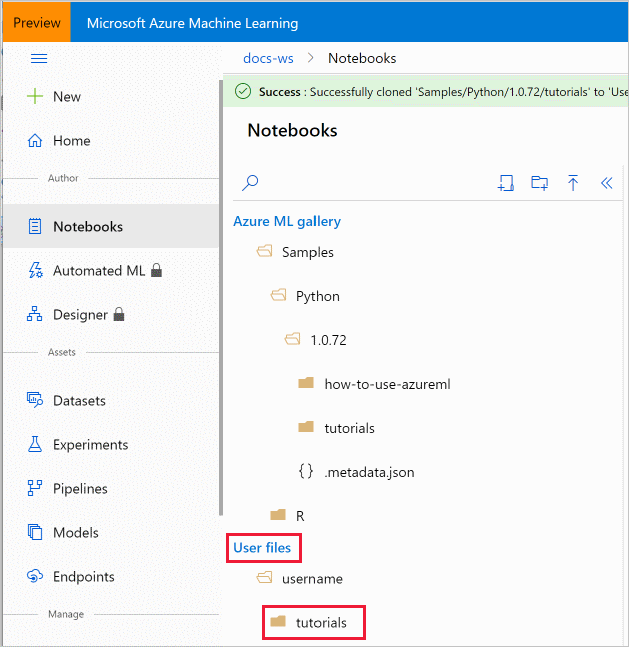 Preview Microsoft Azure Machine Learning
docs-ws > Notebooks
Success : Successfully cloned 'Samples/Python/1.0.72/tutorials' to 'Use
New
Home
Author
Notebooks
Automated ML
Designer
Assets
Datasets
Experiments
Pipelines
Models
Endpoints
Manage
Notebooks
Azure ML gallery
Samples
Python
1.0.72
how-to-use-azureml
tutorials
{ } .metadata.json
R
User files
username
tutorials